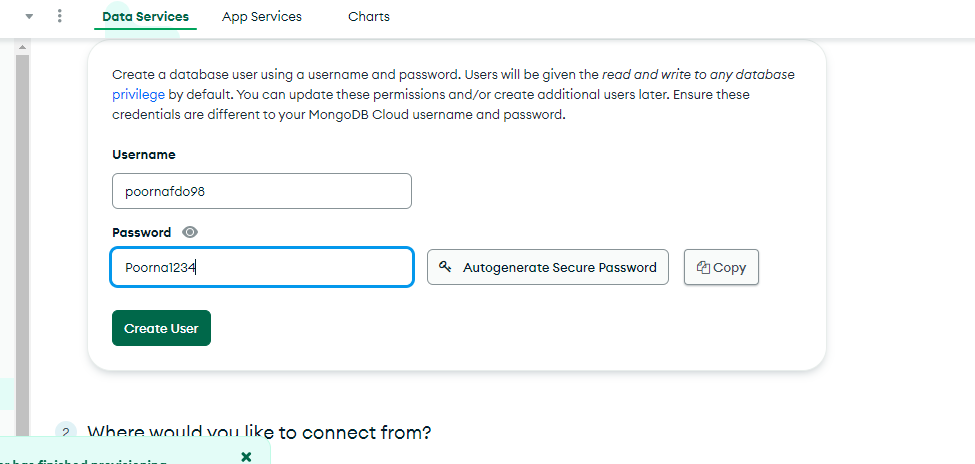 Data Services App Services Charts
Create a database user using a username and password. Users will be given the read and write to any database
privilege by default. You can update these permissions and/or create additional users later. Ensure these
credentials are different to your MongoDB Cloud username and password.
Username
poornafdo98
Password
Poorna1234
Autogenerate Secure Password
Copy
Create User
2 Where would you like to connect from?
has finished provisioning